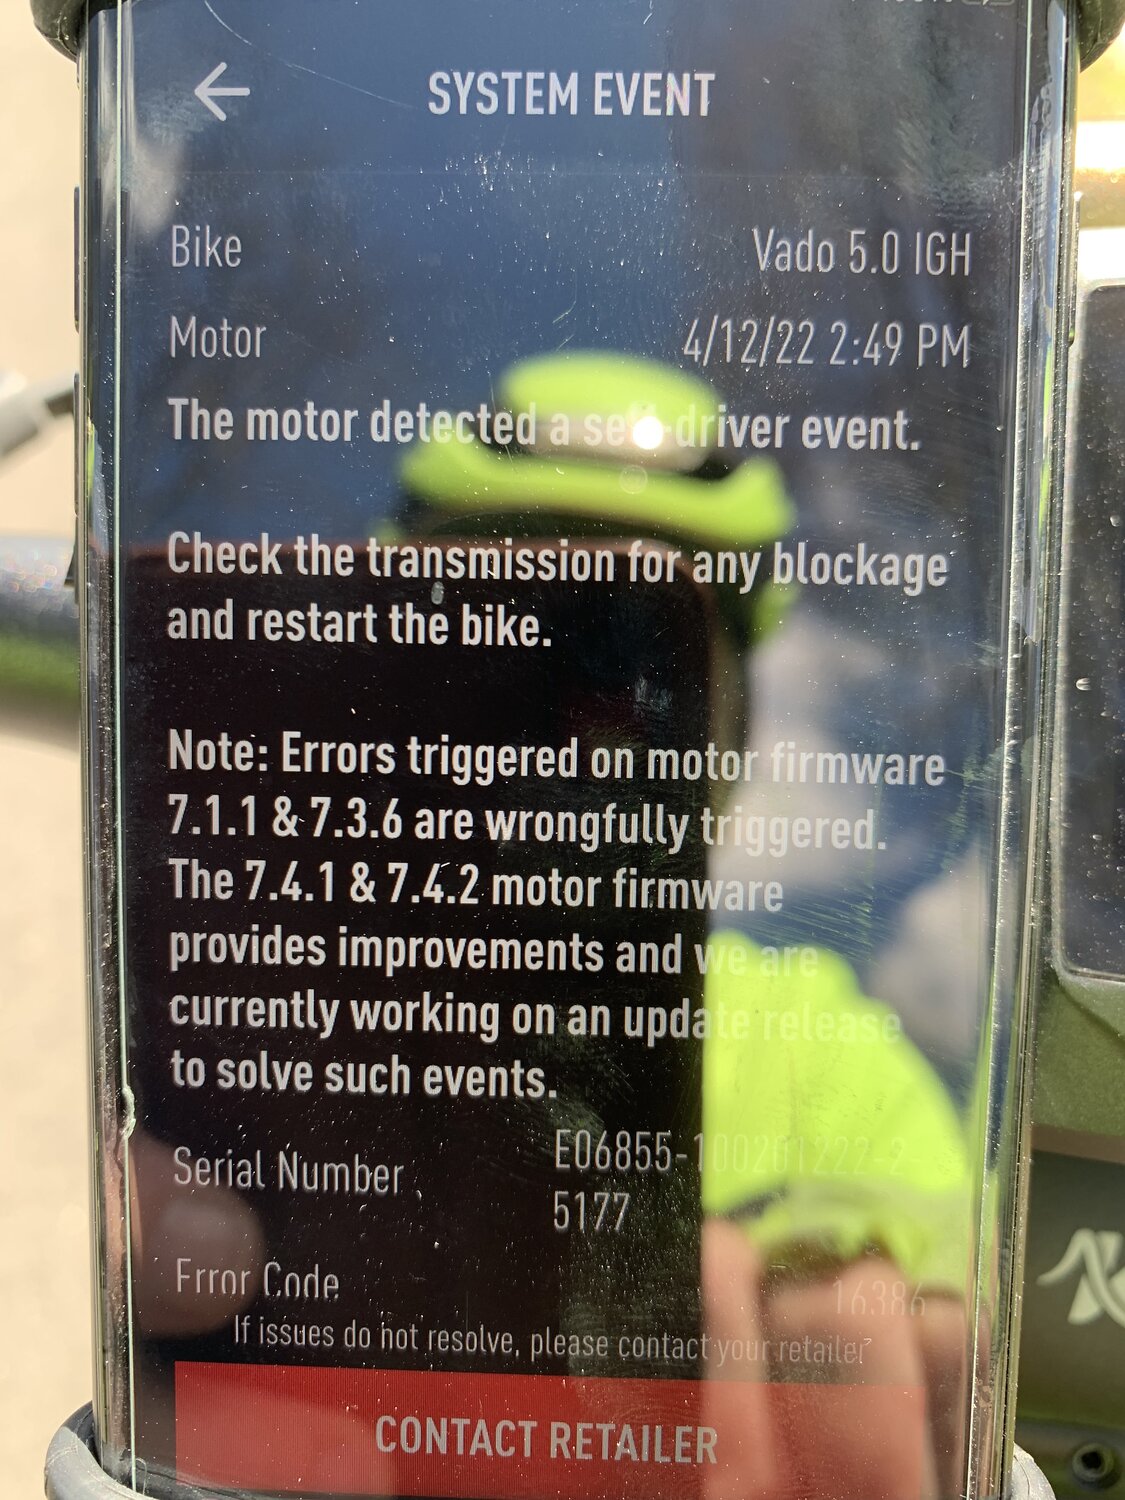 SYSTEM EVENT
Bike Vado 5.0 IGH
Motor 4/12/22 2:49 PM
The motor detected a self-driver event.
Check the transmission for any blockage
and restart the bike.
Note: Errors triggered on motor firmware
7.1.1 & 7.3.6 are wrongfully triggered.
The 7.4.1 & 7.4.2 motor firmware
provides improvements and we are
currently working on an update release
to solve such events.
Serial Number E06855-100201222-2
5177
Error Code 16386
If issues do not resolve, please contact your retailer
CONTACT RETAILER